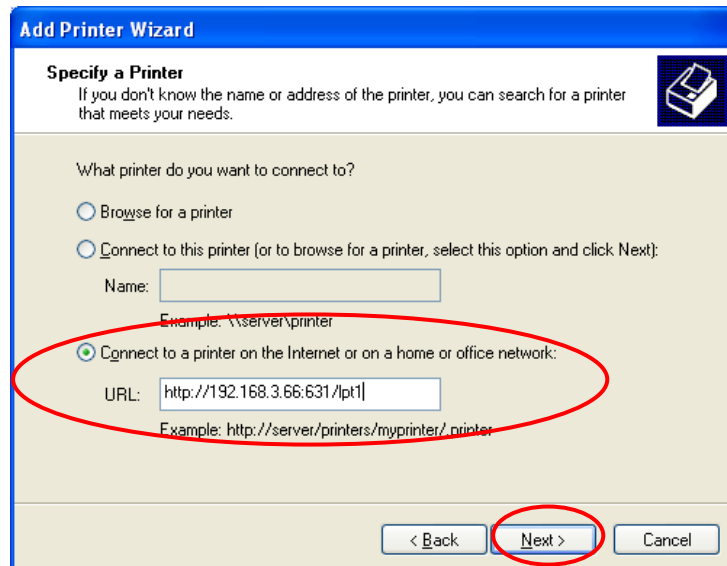 Add Printer Wizard
Specify a Printer
If you don't know the name or address of the printer, you can search for a printer
that meets your needs.
What printer do you want to connect to?
Browse for a printer
Connect to this printer (or to browse for a printer, select this option and click Next):
Name:
Example: \\server\printer
Connect to a printer on the Internet or on a home or office network:
URL: http://192.168.3.66:631/lpt1
Example: http://server/printers/myprinter/.printer
< Back Next > Cancel